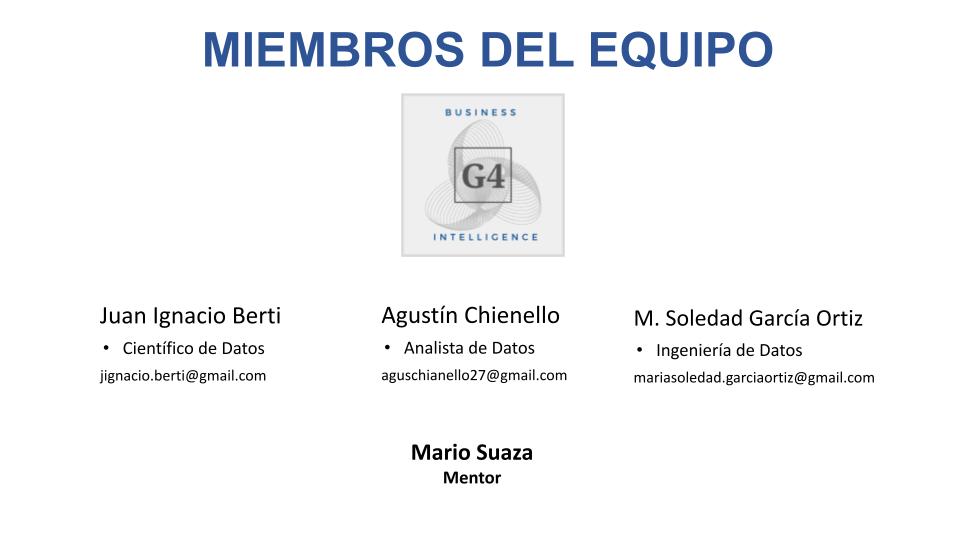 MIEMBROS DEL EQUIPO
BUSINESS
G4
INTELLIGENCE
Juan Ignacio Berti
• Científico de Datos
jignacio.berti@gmail.com
Agustín Chienello
• Analista de Datos
aguschianello27@gmail.com
M. Soledad García Ortiz
• Ingeniería de Datos
mariasoledad.garciaortiz@gmail.com
Mario Suaza
Mentor